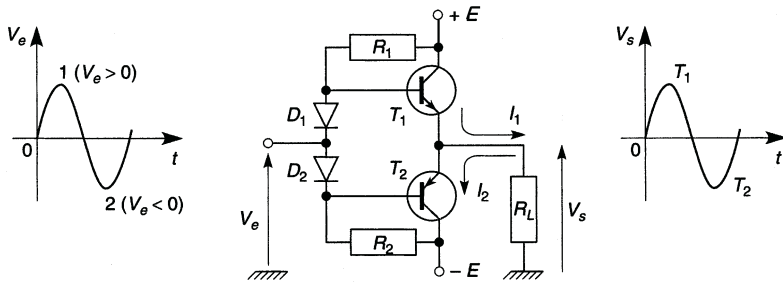 V_e
1 (V_e > 0)
0
t
2 (V_e < 0)
+ E
R_1
D_1
T_1
I_1
D_2
T_2
I_2
V_e
R_2
R_L
V_s
− E
V_s
T_1
0
t
T_2